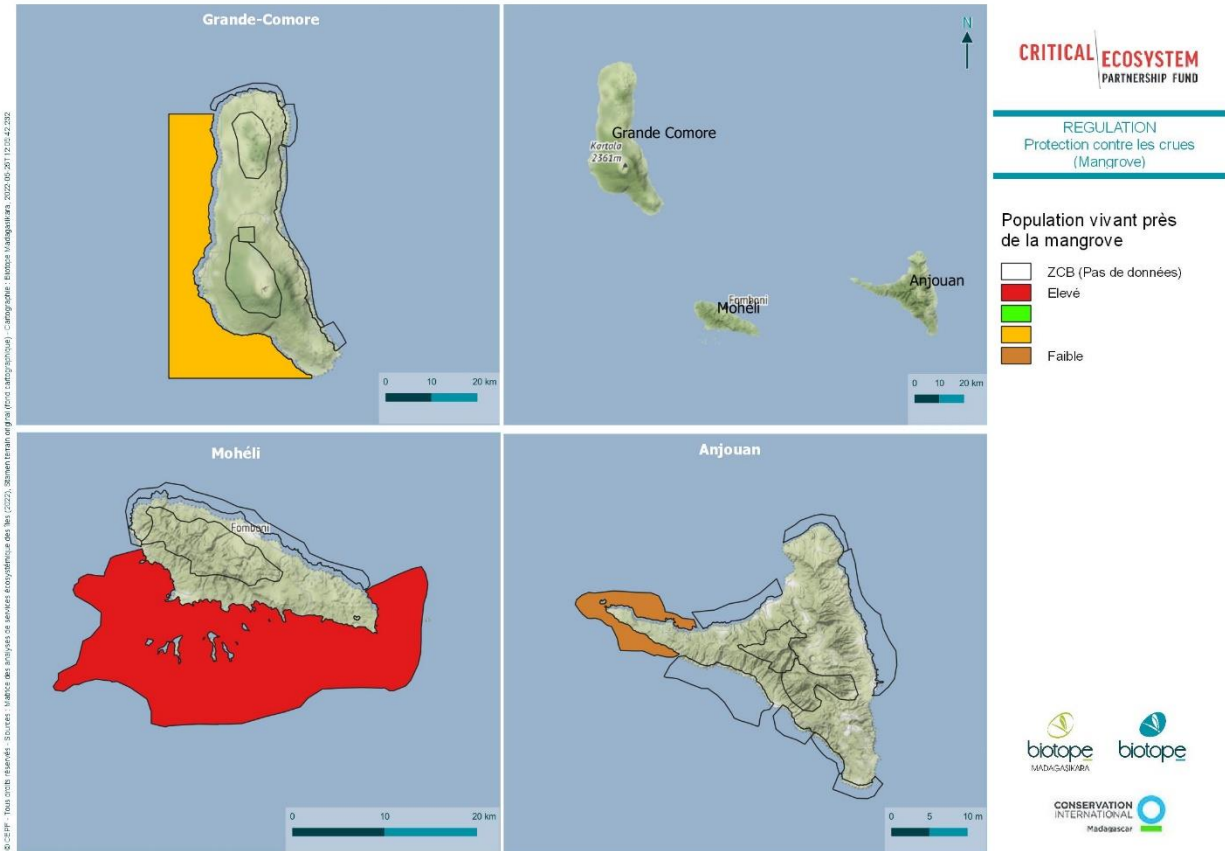 Grande-Comore
0 10 20 km
N
Grande Comore
Kartala
2361m
Anjouan
Fomboni
Mohéli
0 10 20 km
CRITICAL ECOSYSTEM
PARTNERSHIP FUND
REGULATION
Protection contre les crues
(Mangrove)
Population vivant près
de la mangrove
ZCB (Pas de données)
Elevé
Faible
Mohéli
Fomboni
0 10 20 km
Anjouan
0 5 10 m
biotope
MADAGASIKARA
biotope
CONSERVATION
INTERNATIONAL
Madagascar